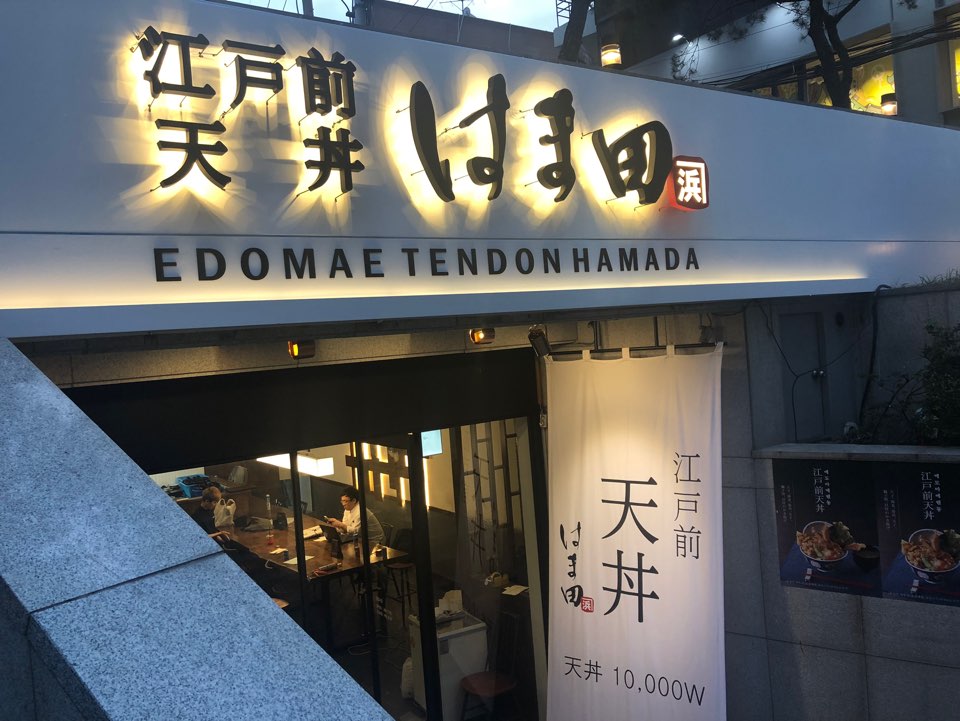 江戸前
天丼
はま田
浜
EDOMAE TENDON HAMADA
江戸前
天丼
はま田
浜
天丼 10,000W
江戸前天丼
江戸前天丼